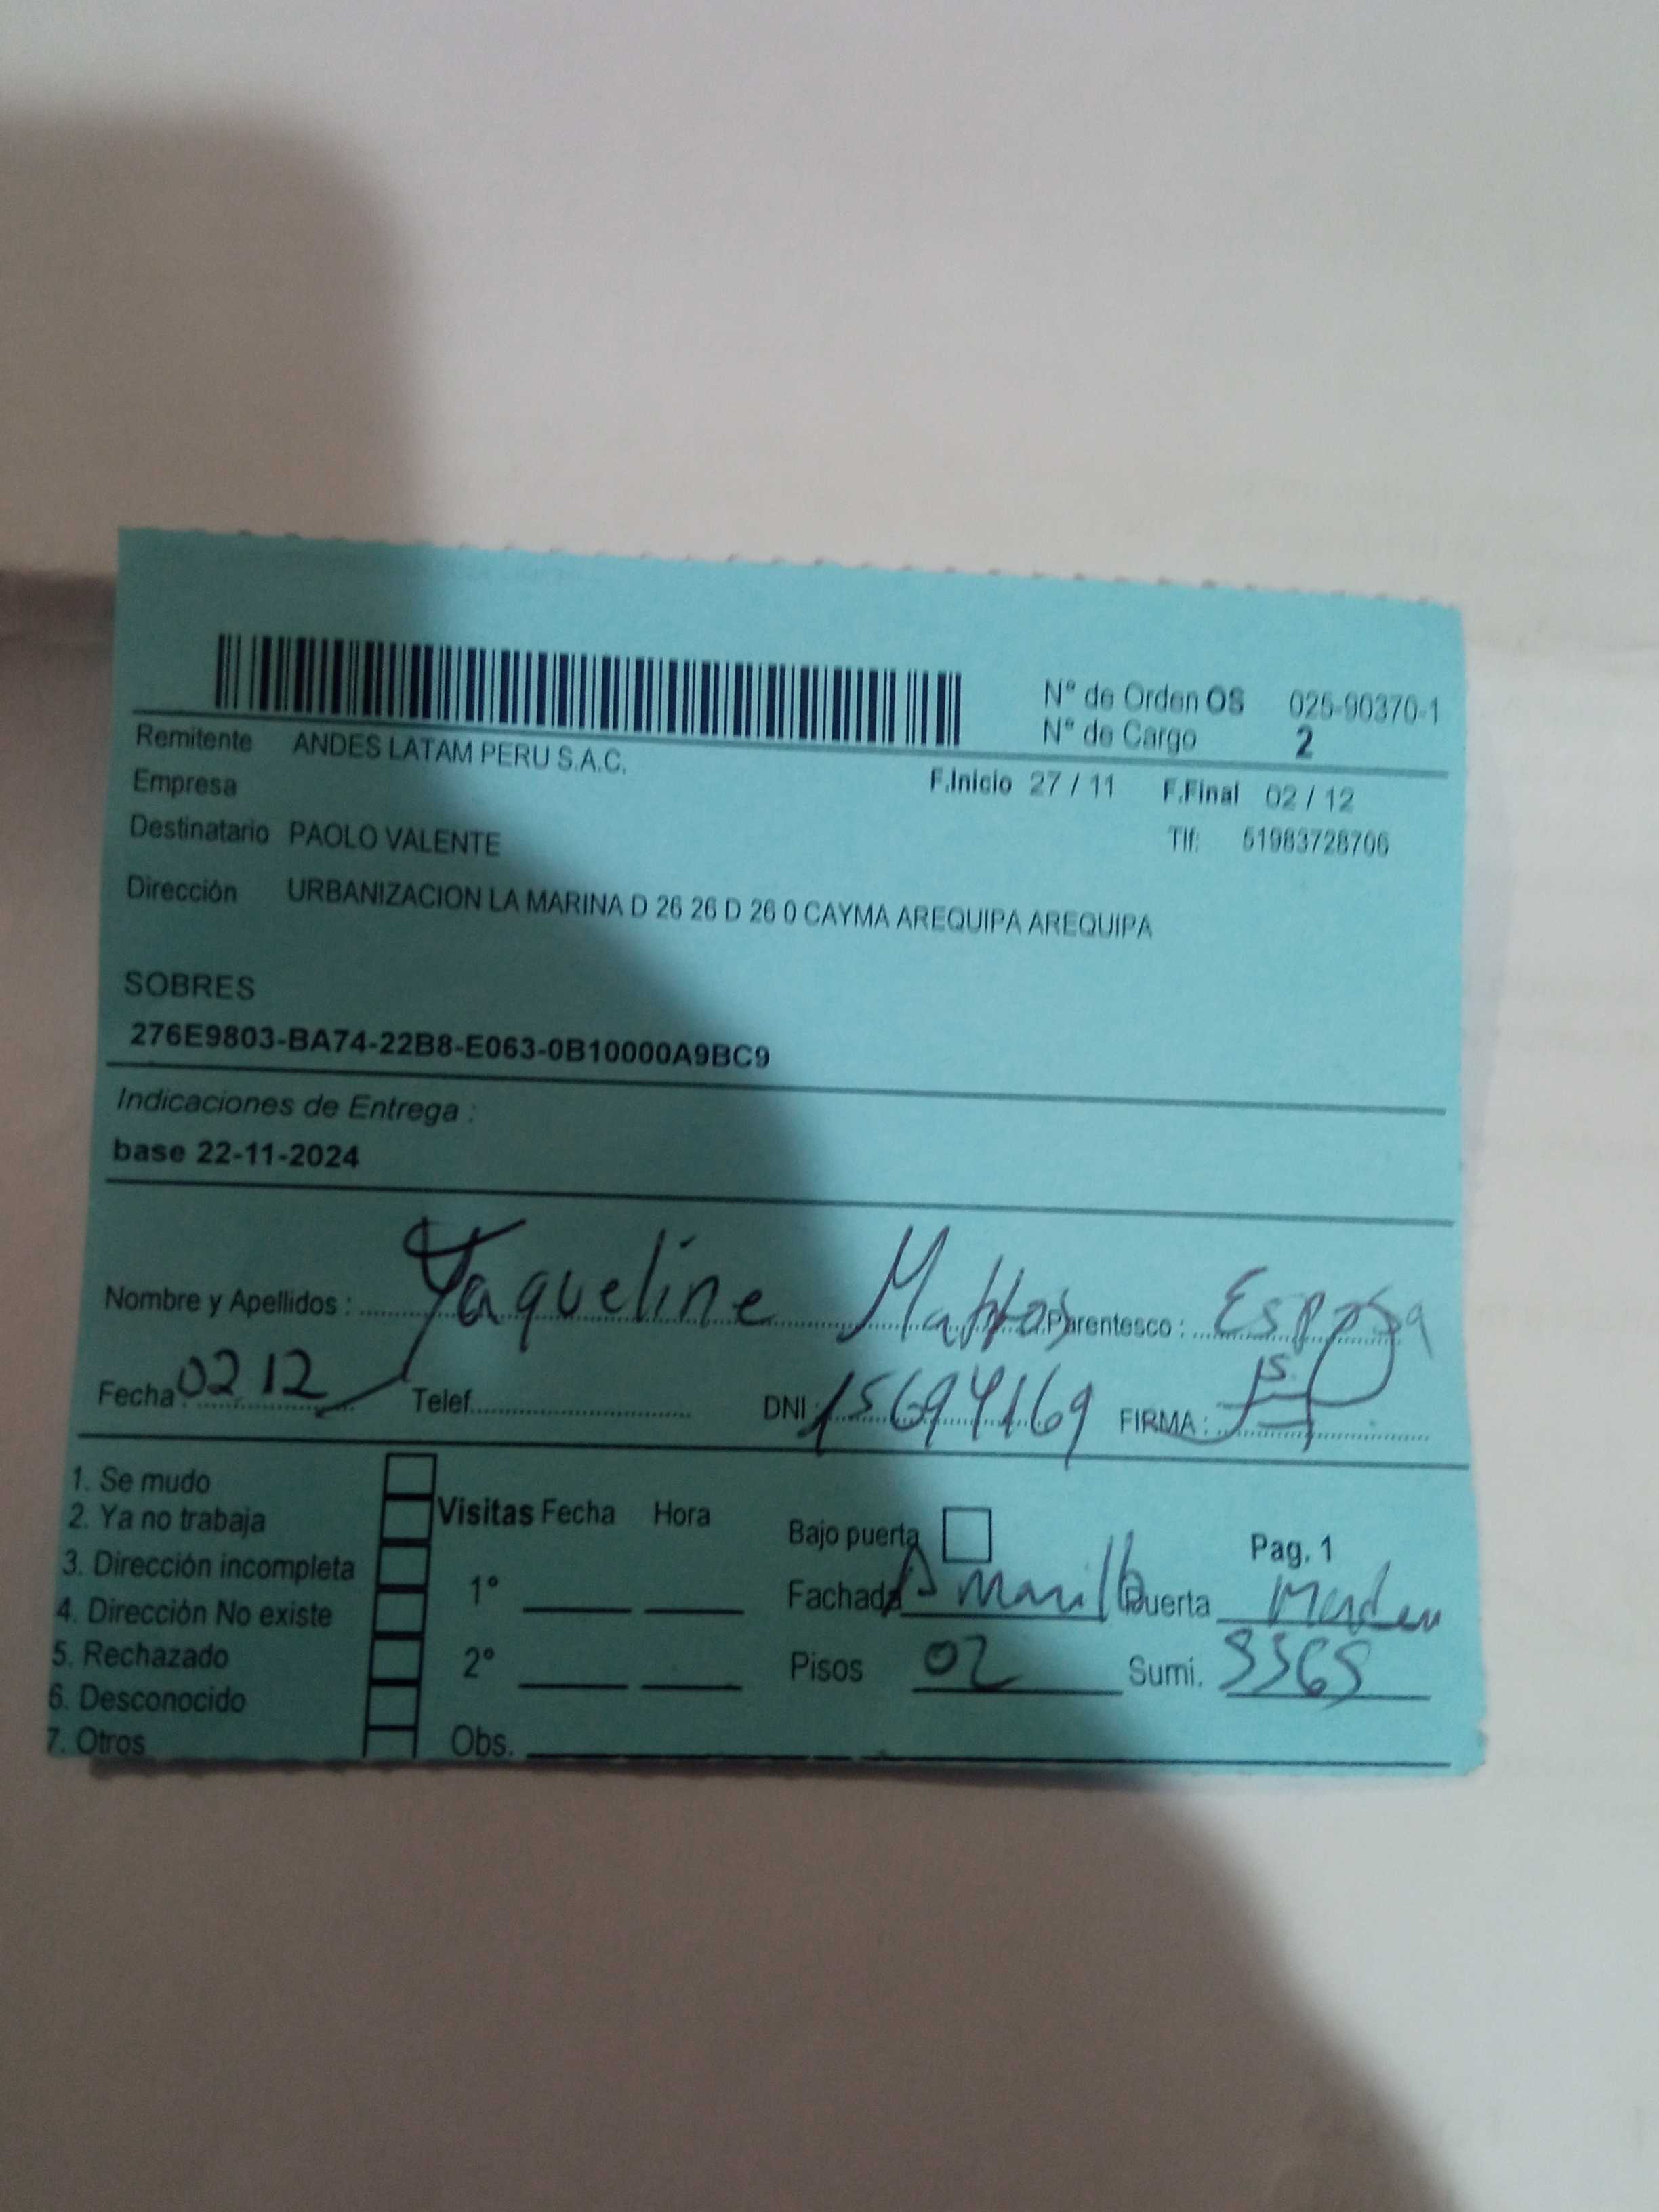 Nº de Orden OS 025-90370-1
Nº de Cargo 2
Remitente ANDES LATAM PERU S.A.C.
Empresa F.Inicio 27 / 11 F.Final 02 / 12
Destinatario PAOLO VALENTE Tlf: 51983728706
Dirección URBANIZACION LA MARINA D 26 26 D 26 0 CAYMA AREQUIPA AREQUIPA
SOBRES
276E9803-BA74-22B8-E063-0B10000A9BC9
Indicaciones de Entrega :
base 22-11-2024
Nombre y Apellidos : Yaqueline Mattos Parentesco : Esposa
Fecha : 02 12 Telef. DNI : 15694169 FIRMA :
1. Se mudo
2. Ya no trabaja
3. Dirección incompleta
4. Dirección No existe
5. Rechazado
6. Desconocido
7. Otros
Visitas Fecha Hora
1º
2º
Obs.
Bajo puerta Pag. 1
Fachada Puerta
Pisos 02 Sumi.